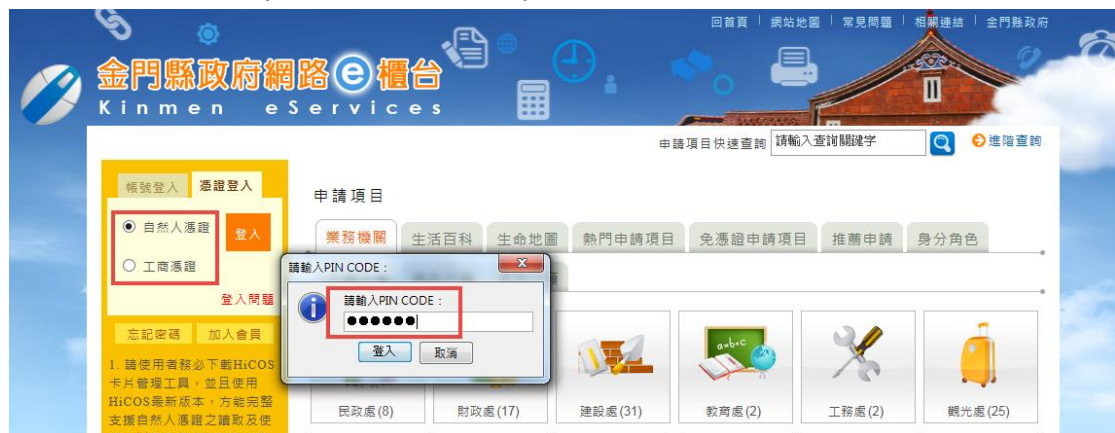 回首頁 | 網站地圖 | 常見問題 | 相關連結 | 金門縣政府
金門縣政府網路e櫃台
Kinmen eServices
申請項目快速查詢 請輸入查詢關鍵字 進階查詢
帳號登入 憑證登入
自然人憑證
登入
工商憑證
登入問題
忘記密碼 加入會員
1. 請使用者務必下載HiCOS
卡片管理工具,並且使用
HiCOS最新版本,方能完整
支援自然人憑證之讀取及使
申請項目
業務機關 生活百科 生命地圖 熱門申請項目 免憑證申請項目 推薦申請 身分角色
請輸入PIN CODE:
請輸入PIN CODE:
●●●●●●
登入 取消
a×b÷c
民政處(8) 財政處(17) 建設處(31) 教育處(2) 工務處(2) 觀光處(25)